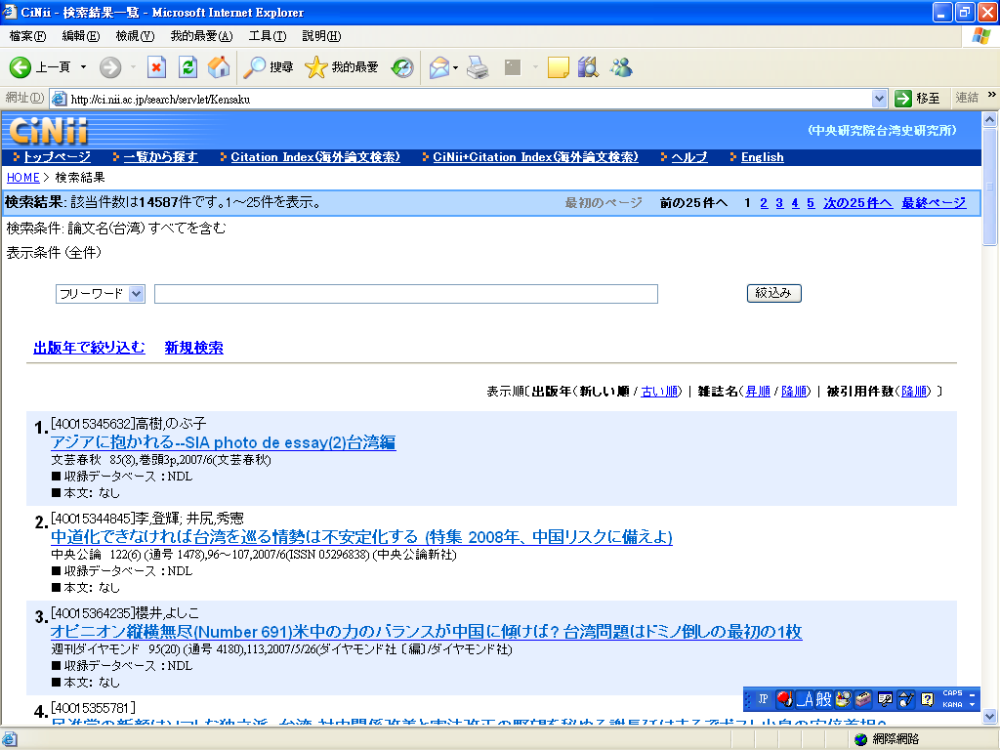 CiNii - 検索結果一覧 - Microsoft Internet Explorer
檔案(F) 編輯(E) 檢視(V) 我的最愛(A) 工具(T) 說明(H)
上一頁 搜尋 我的最愛
網址(D) http://ci.nii.ac.jp/search/servlet/Kensaku 移至 連結 »
CiNii (中央研究院台湾史研究所)
トップページ 一覧から探す Citation Index(海外論文検索) CiNii+Citation Index(海外論文検索) ヘルプ English
HOME > 検索結果
検索結果: 該当件数は14587件です。1～25件を表示。 最初のページ 前の25件へ 1 2 3 4 5 次の25件へ 最終ページ
検索条件: 論文名(台湾) すべてを含む
表示条件 (全件)
フリーワード 絞込み
出版年で絞り込む 新規検索
表示順〔出版年(新しい順 / 古い順) | 雑誌名(昇順 / 降順) | 被引用件数(降順) 〕
1. [40015345632]高樹,のぶ子
アジアに抱かれる--SIA photo de essay(2)台湾編
文芸春秋 85(8),巻頭3p,2007/6(文芸春秋)
■収録データベース：NDL
■本文: なし
2. [40015344845]李,登輝; 井尻,秀憲
中道化できなければ台湾を巡る情勢は不安定化する (特集 2008年、中国リスクに備えよ)
中央公論 122(6) (通号 1478),96～107,2007/6(ISSN 05296838) (中央公論新社)
■収録データベース：NDL
■本文: なし
3. [40015364235]櫻井,よしこ
オピニオン縦横無尽(Number 691)米中の力のバランスが中国に傾けば? 台湾問題はドミノ倒しの最初の1枚
週刊ダイヤモンド 95(20) (通号 4180),113,2007/5/26(ダイヤモンド社〔編〕/ダイヤモンド社)
■収録データベース：NDL
■本文: なし
4. [40015355781]
JP _A 般 CAPS KANA
網際網路